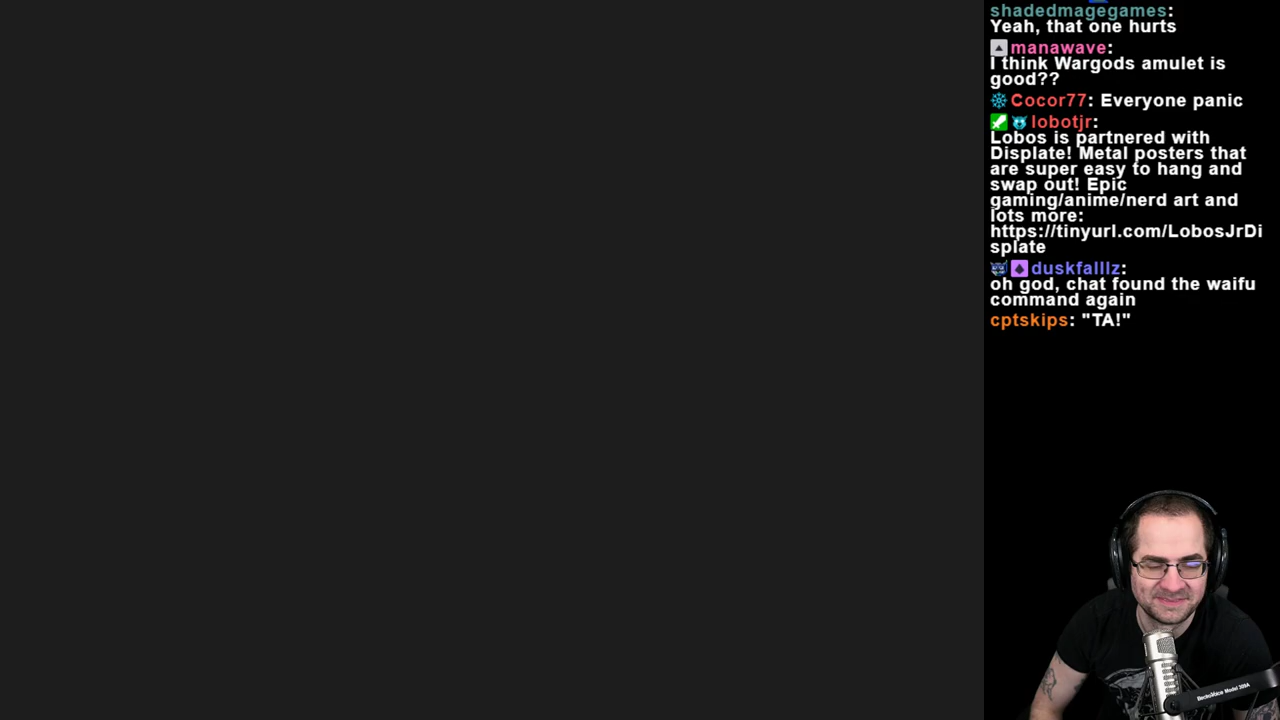 shadedmagegames:
Yeah, that one hurts
manawave:
I think Wargods amulet is
good??
Cocor77: Everyone panic
lobotjr:
Lobos is partnered with
Displate! Metal posters that
are super easy to hang and
swap out! Epic
gaming/anime/nerd art and
lots more:
https://tinyurl.com/LobosJrDi
splate
duskfalllz:
oh god, chat found the waifu
command again
cptskips: "TA!"